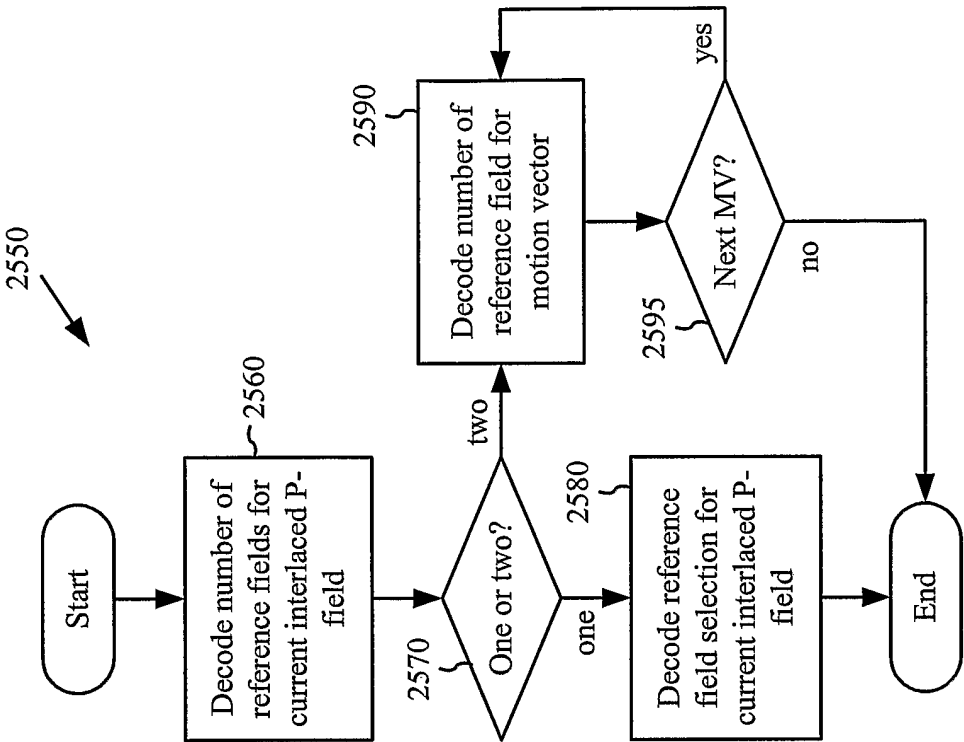 2550
Start
2560
Decode number of
reference fields for
current interlaced P-
field
2570
One or two?
two
one
2580
Decode reference
field selection for
current interlaced P-
field
2590
Decode number of
reference field for
motion vector
2595
Next MV?
yes
no
End